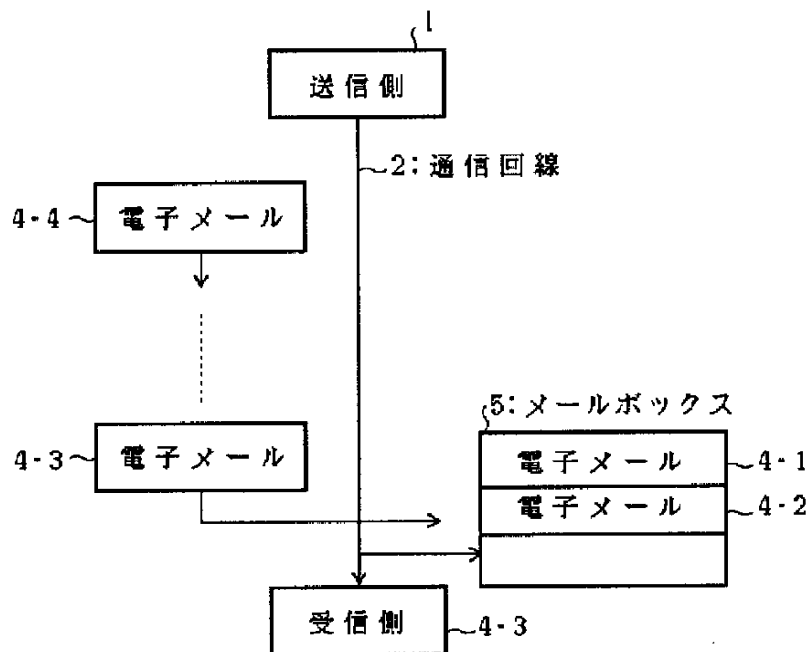 1
送信側
2:通信回線
4-4 電子メール
5:メールボックス
4-3 電子メール
電子メール 4-1
電子メール 4-2
受信側 4-3